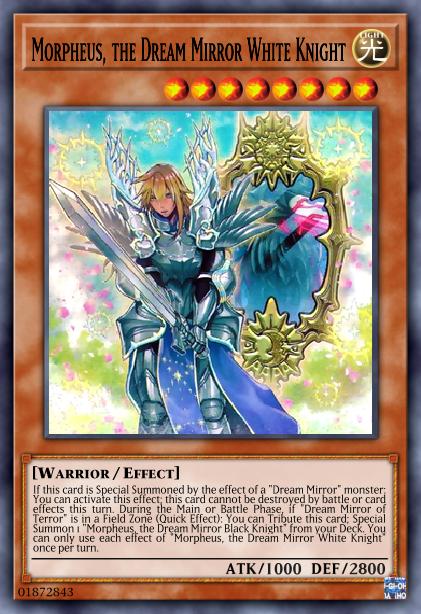 Morpheus, the Dream Mirror White Knight
LIGHT
光
[Warrior / Effect]
If this card is Special Summoned by the effect of a "Dream Mirror" monster:
You can activate this effect; this card cannot be destroyed by battle or card
effects this turn. During the Main or Battle Phase, if "Dream Mirror of
Terror" is in a Field Zone (Quick Effect): You can Tribute this card; Special
Summon 1 "Morpheus, the Dream Mirror Black Knight" from your Deck. You
can only use each effect of "Morpheus, the Dream Mirror White Knight"
once per turn.
ATK/1000 DEF/2800
01872843